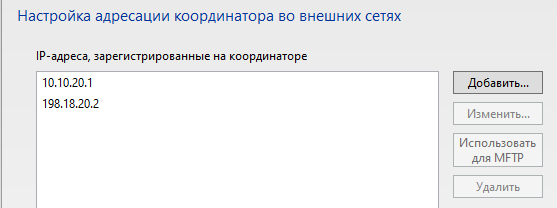 Настройка адресации координатора во внешних сетях
IP-адреса, зарегистрированные на координаторе
10.10.20.1
198.18.20.2
Добавить...
Изменить...
Использовать
для MFTP
Удалить